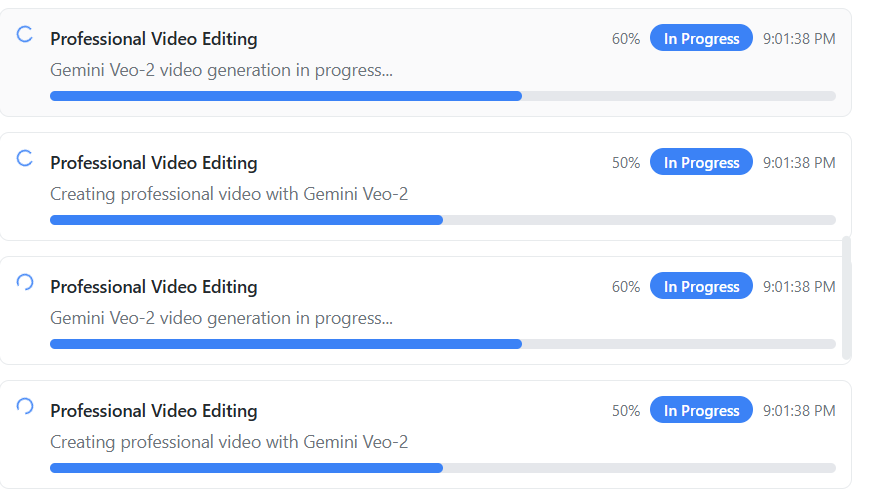 Professional Video Editing 60% In Progress 9:01:38 PM
Gemini Veo-2 video generation in progress...
Professional Video Editing 50% In Progress 9:01:38 PM
Creating professional video with Gemini Veo-2
Professional Video Editing 60% In Progress 9:01:38 PM
Gemini Veo-2 video generation in progress...
Professional Video Editing 50% In Progress 9:01:38 PM
Creating professional video with Gemini Veo-2